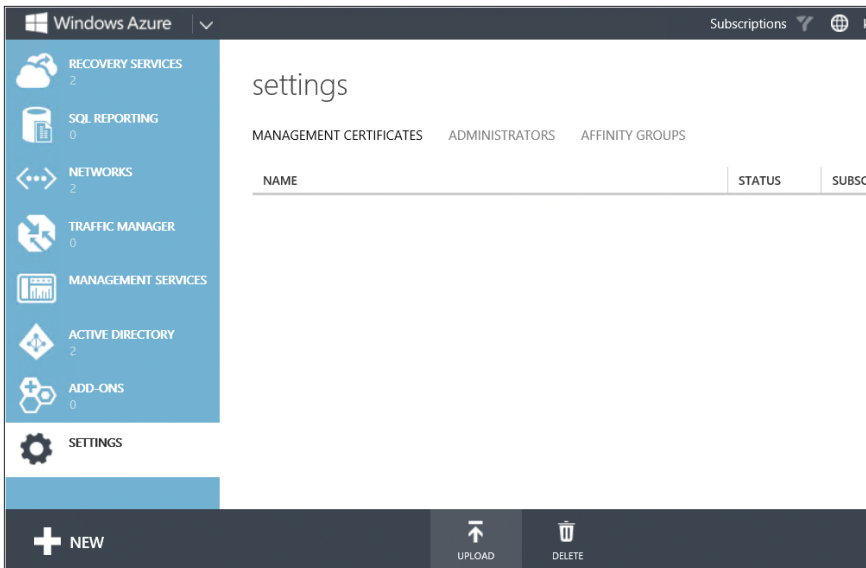 Windows Azure
Subscriptions
RECOVERY SERVICES
2
SQL REPORTING
0
NETWORKS
2
TRAFFIC MANAGER
0
MANAGEMENT SERVICES
ACTIVE DIRECTORY
2
ADD-ONS
0
SETTINGS
settings
MANAGEMENT CERTIFICATES ADMINISTRATORS AFFINITY GROUPS
NAME STATUS SUBSC
NEW
UPLOAD DELETE